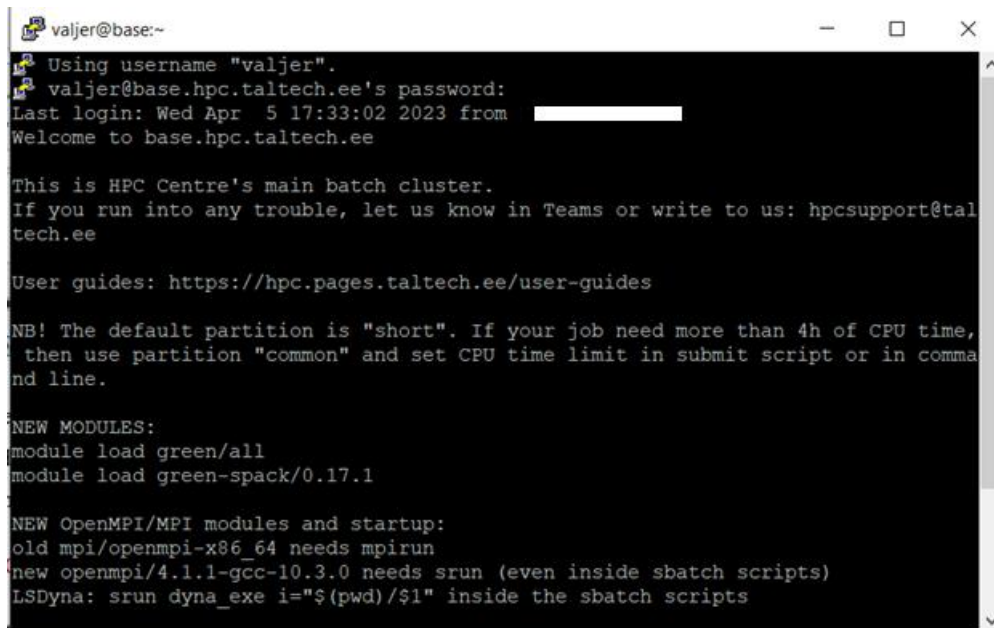 valjer@base:~
Using username "valjer".
valjer@base.hpc.taltech.ee's password:
Last login: Wed Apr  5 17:33:02 2023 from
Welcome to base.hpc.taltech.ee
This is HPC Centre's main batch cluster.
If you run into any trouble, let us know in Teams or write to us: hpcsupport@tal
tech.ee
User guides: https://hpc.pages.taltech.ee/user-guides
NB! The default partition is "short". If your job need more than 4h of CPU time,
 then use partition "common" and set CPU time limit in submit script or in comma
nd line.
NEW MODULES:
module load green/all
module load green-spack/0.17.1
NEW OpenMPI/MPI modules and startup:
old mpi/openmpi-x86_64 needs mpirun
new openmpi/4.1.1-gcc-10.3.0 needs srun (even inside sbatch scripts)
LSDyna: srun dyna_exe i="$(pwd)/$1" inside the sbatch scripts